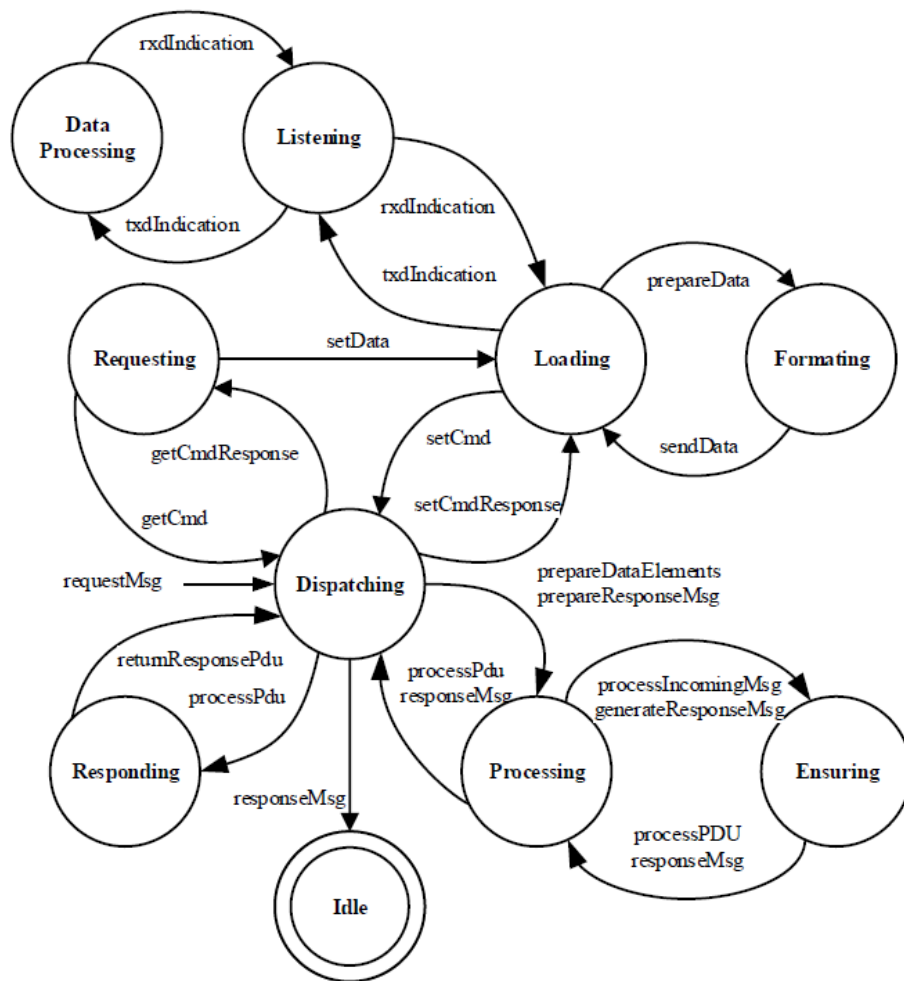 rxdIndication
Data
Processing
Listening
rxdIndication
txdIndication
txdIndication
prepareData
Requesting
setData
Loading
Formating
setCmd
sendData
getCmdResponse
setCmdResponse
getCmd
requestMsg
Dispatching
prepareDataElements
prepareResponseMsg
returnResponsePdu
processPdu
processPdu
responseMsg
processIncomingMsg
generateResponseMsg
Responding
Processing
Ensuring
responseMsg
processPDU
responseMsg
Idle